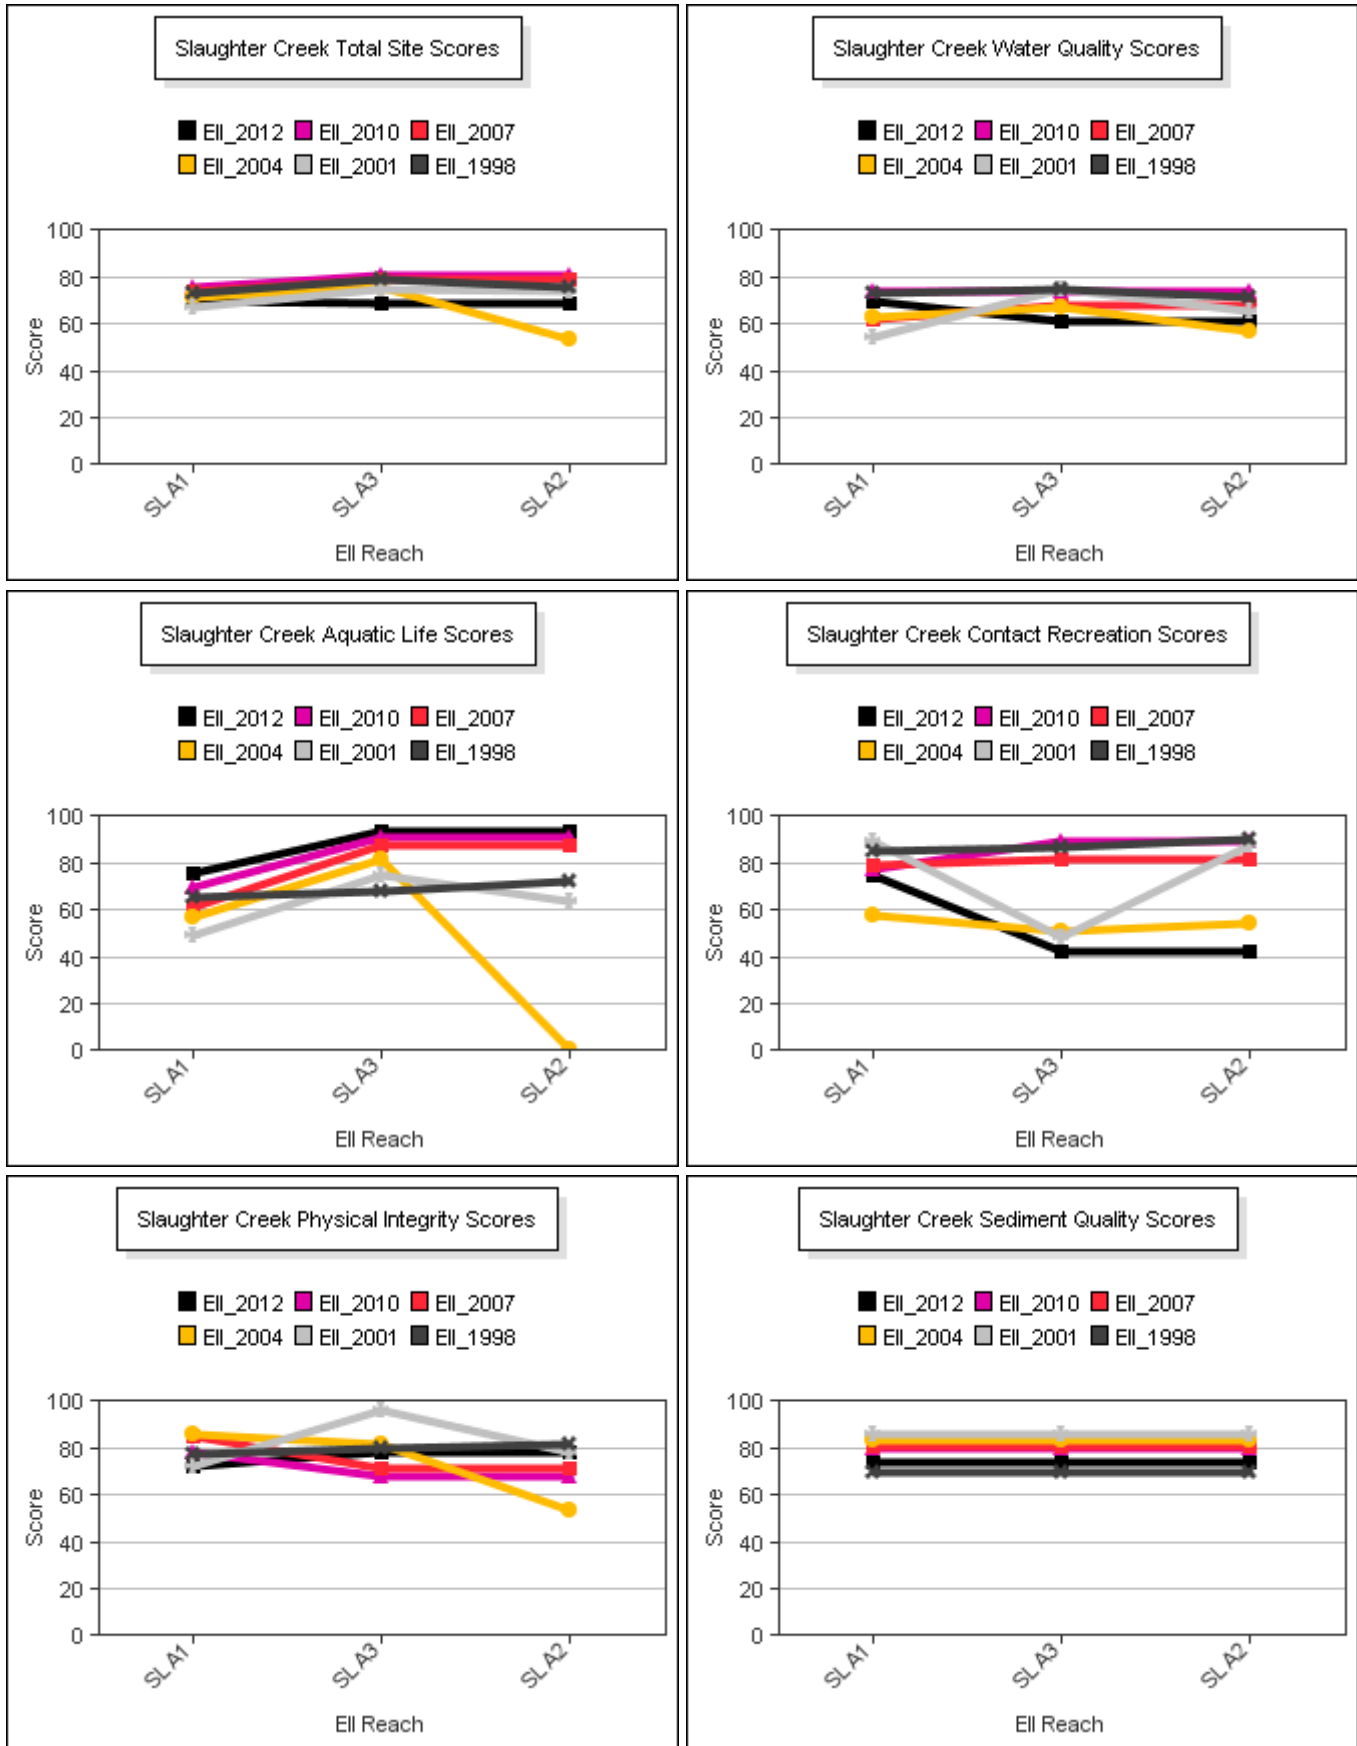 Slaughter Creek Total Site Scores
EII_2012 EII_2010 EII_2007
EII_2004 EII_2001 EII_1998
100
80
60
40
20
0
Score
SLA1 SLA3 SLA2
EII Reach
Slaughter Creek Water Quality Scores
EII_2012 EII_2010 EII_2007
EII_2004 EII_2001 EII_1998
100
80
60
40
20
0
Score
SLA1 SLA3 SLA2
EII Reach
Slaughter Creek Aquatic Life Scores
EII_2012 EII_2010 EII_2007
EII_2004 EII_2001 EII_1998
100
80
60
40
20
0
Score
SLA1 SLA3 SLA2
EII Reach
Slaughter Creek Contact Recreation Scores
EII_2012 EII_2010 EII_2007
EII_2004 EII_2001 EII_1998
100
80
60
40
20
0
Score
SLA1 SLA3 SLA2
EII Reach
Slaughter Creek Physical Integrity Scores
EII_2012 EII_2010 EII_2007
EII_2004 EII_2001 EII_1998
100
80
60
40
20
0
Score
SLA1 SLA3 SLA2
EII Reach
Slaughter Creek Sediment Quality Scores
EII_2012 EII_2010 EII_2007
EII_2004 EII_2001 EII_1998
100
80
60
40
20
0
Score
SLA1 SLA3 SLA2
EII Reach